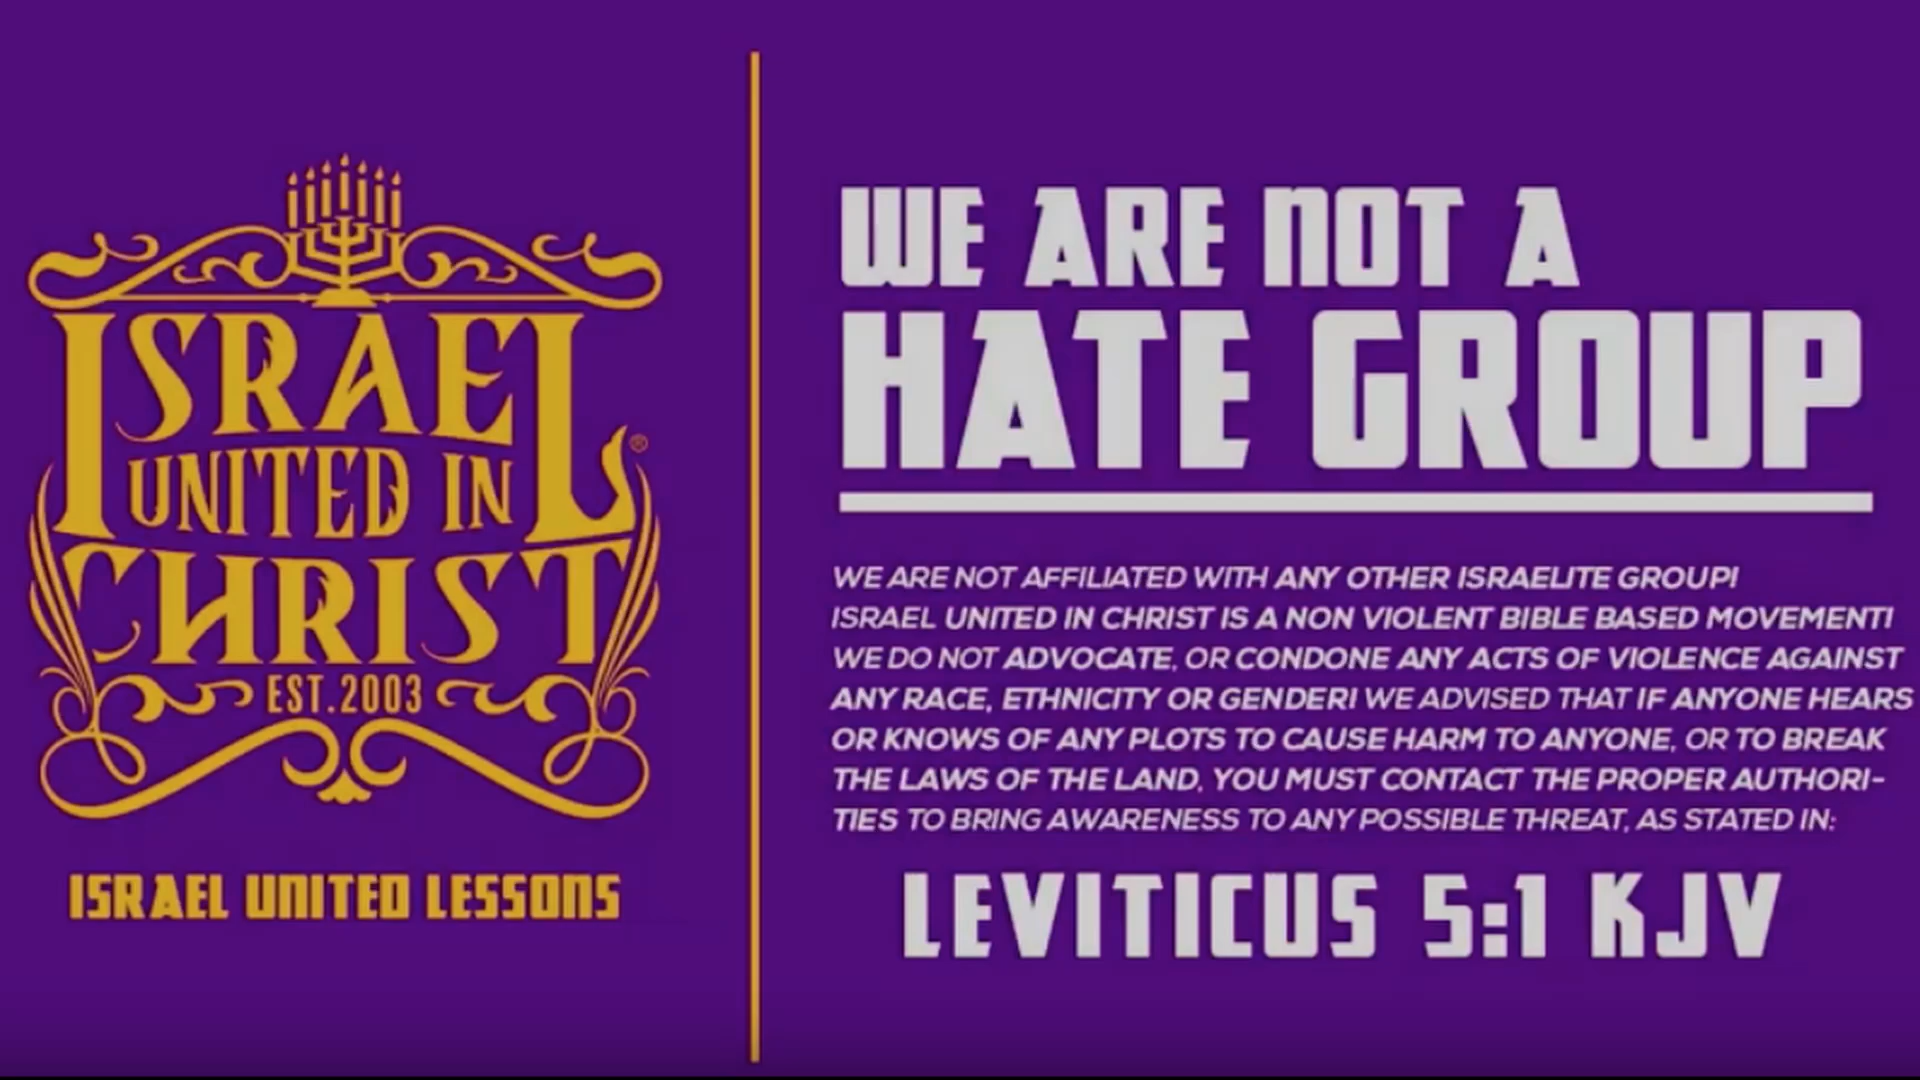 ISRAEL
UNITED IN
CHRIST
®
EST.2003
ISRAEL UNITED LESSONS
WE ARE NOT A
HATE GROUP
WE ARE NOT AFFILIATED WITH ANY OTHER ISRAELITE GROUP!
ISRAEL UNITED IN CHRIST IS A NON VIOLENT BIBLE BASED MOVEMENT!
WE DO NOT ADVOCATE, OR CONDONE ANY ACTS OF VIOLENCE AGAINST
ANY RACE, ETHNICITY OR GENDER! WE ADVISED THAT IF ANYONE HEARS
OR KNOWS OF ANY PLOTS TO CAUSE HARM TO ANYONE, OR TO BREAK
THE LAWS OF THE LAND, YOU MUST CONTACT THE PROPER AUTHORI-
TIES TO BRING AWARENESS TO ANY POSSIBLE THREAT, AS STATED IN:
LEVITICUS 5:1 KJV